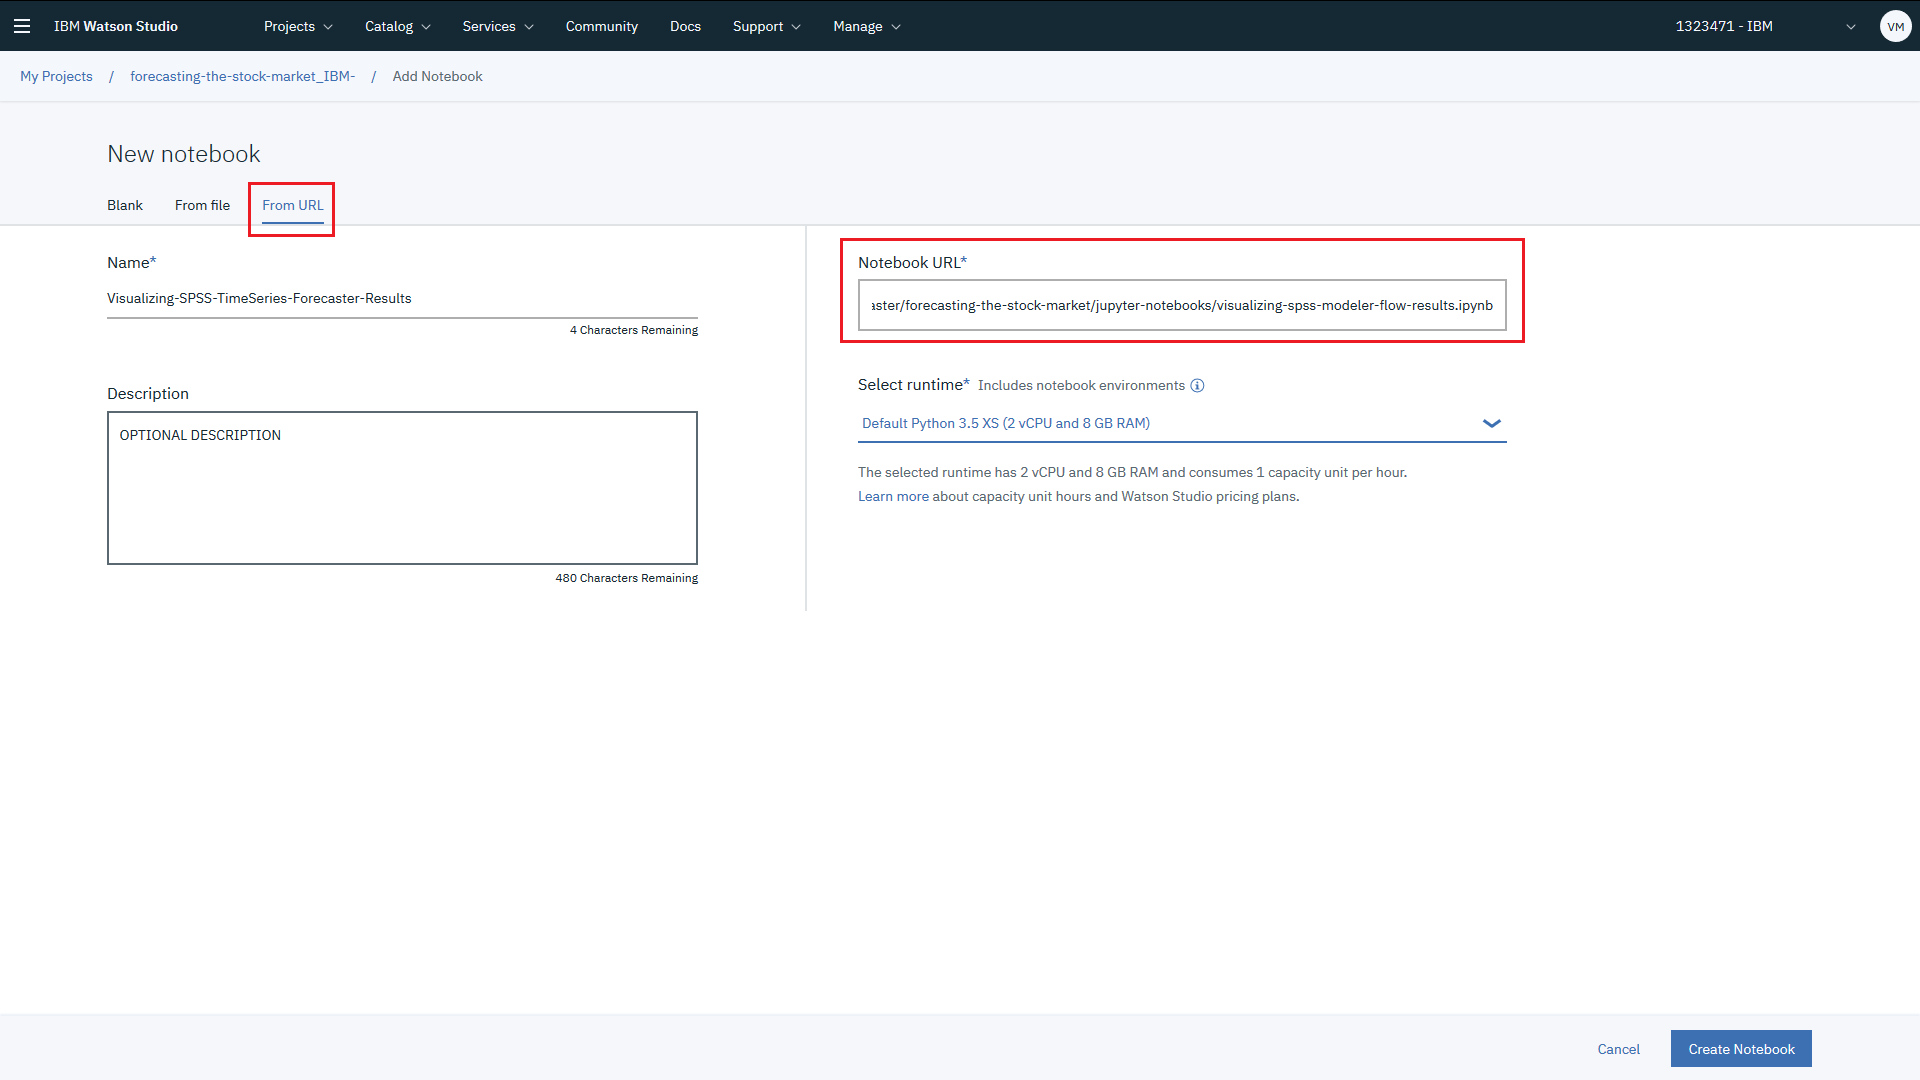 IBM Watson Studio Projects Catalog Services Community Docs Support Manage 1323471 - IBM VM
My Projects / forecasting-the-stock-market_IBM- / Add Notebook
New notebook
Blank From file From URL
Name*
Visualizing-SPSS-TimeSeries-Forecaster-Results
4 Characters Remaining
Description
OPTIONAL DESCRIPTION
480 Characters Remaining
Notebook URL*
aster/forecasting-the-stock-market/jupyter-notebooks/visualizing-spss-modeler-flow-results.ipynb
Select runtime* Includes notebook environments
Default Python 3.5 XS (2 vCPU and 8 GB RAM)
The selected runtime has 2 vCPU and 8 GB RAM and consumes 1 capacity unit per hour.
Learn more about capacity unit hours and Watson Studio pricing plans.
Cancel Create Notebook